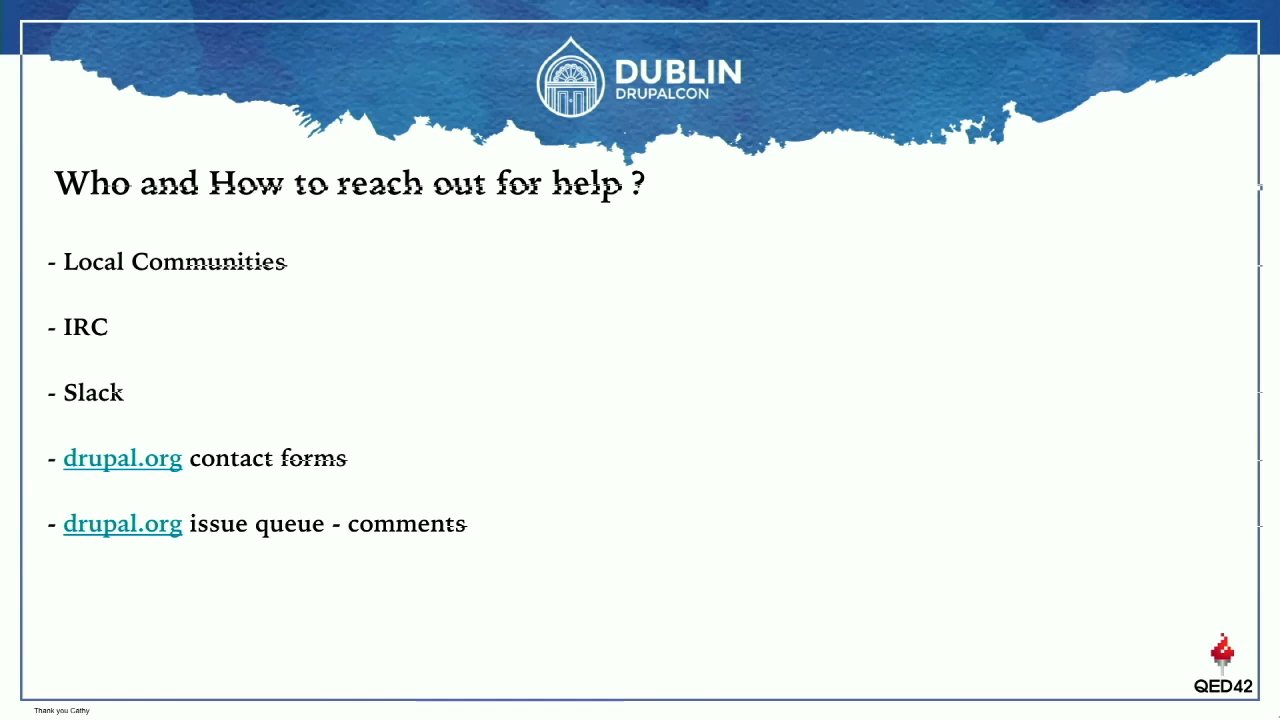 DUBLIN
DRUPALCON
Who and How to reach out for help ?
- Local Communities
- IRC
- Slack
- drupal.org contact forms
- drupal.org issue queue - comments
QED42
Thank you Cathy